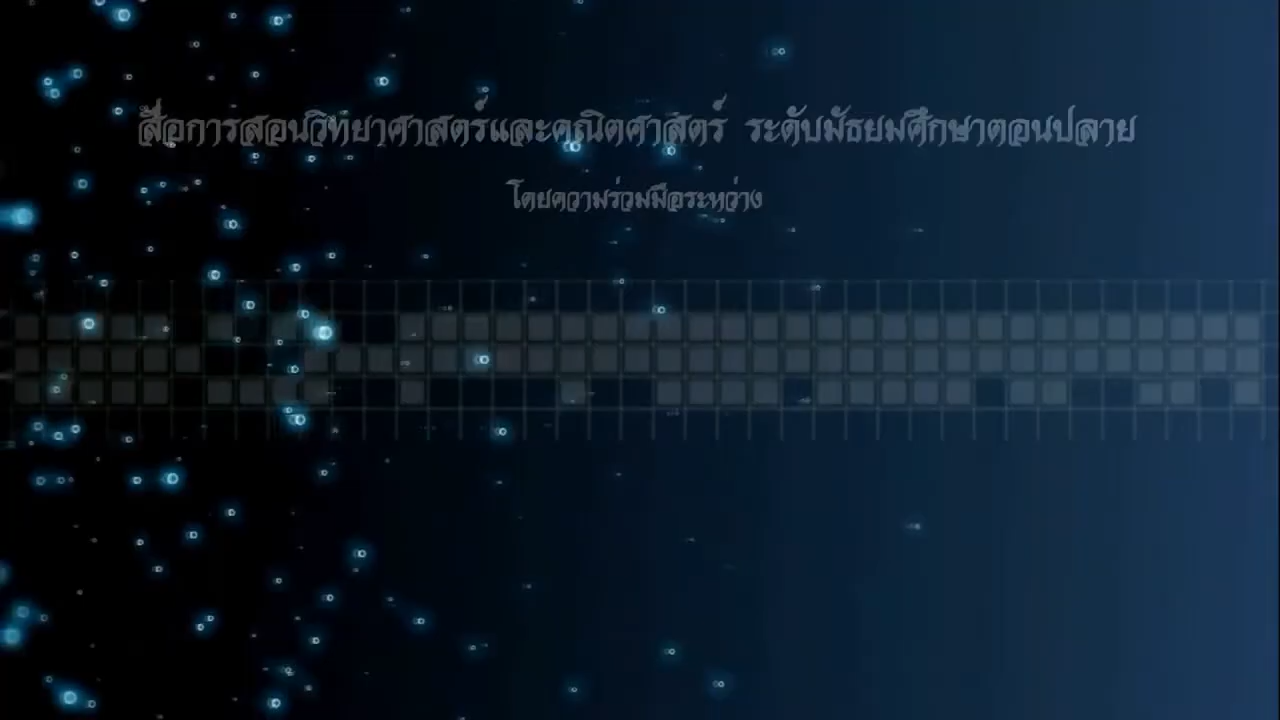 สื่อการสอนวิทยาศาสตร์และคณิตศาสตร์ ระดับมัธยมศึกษาตอนปลาย
โดยความร่วมมือระหว่าง